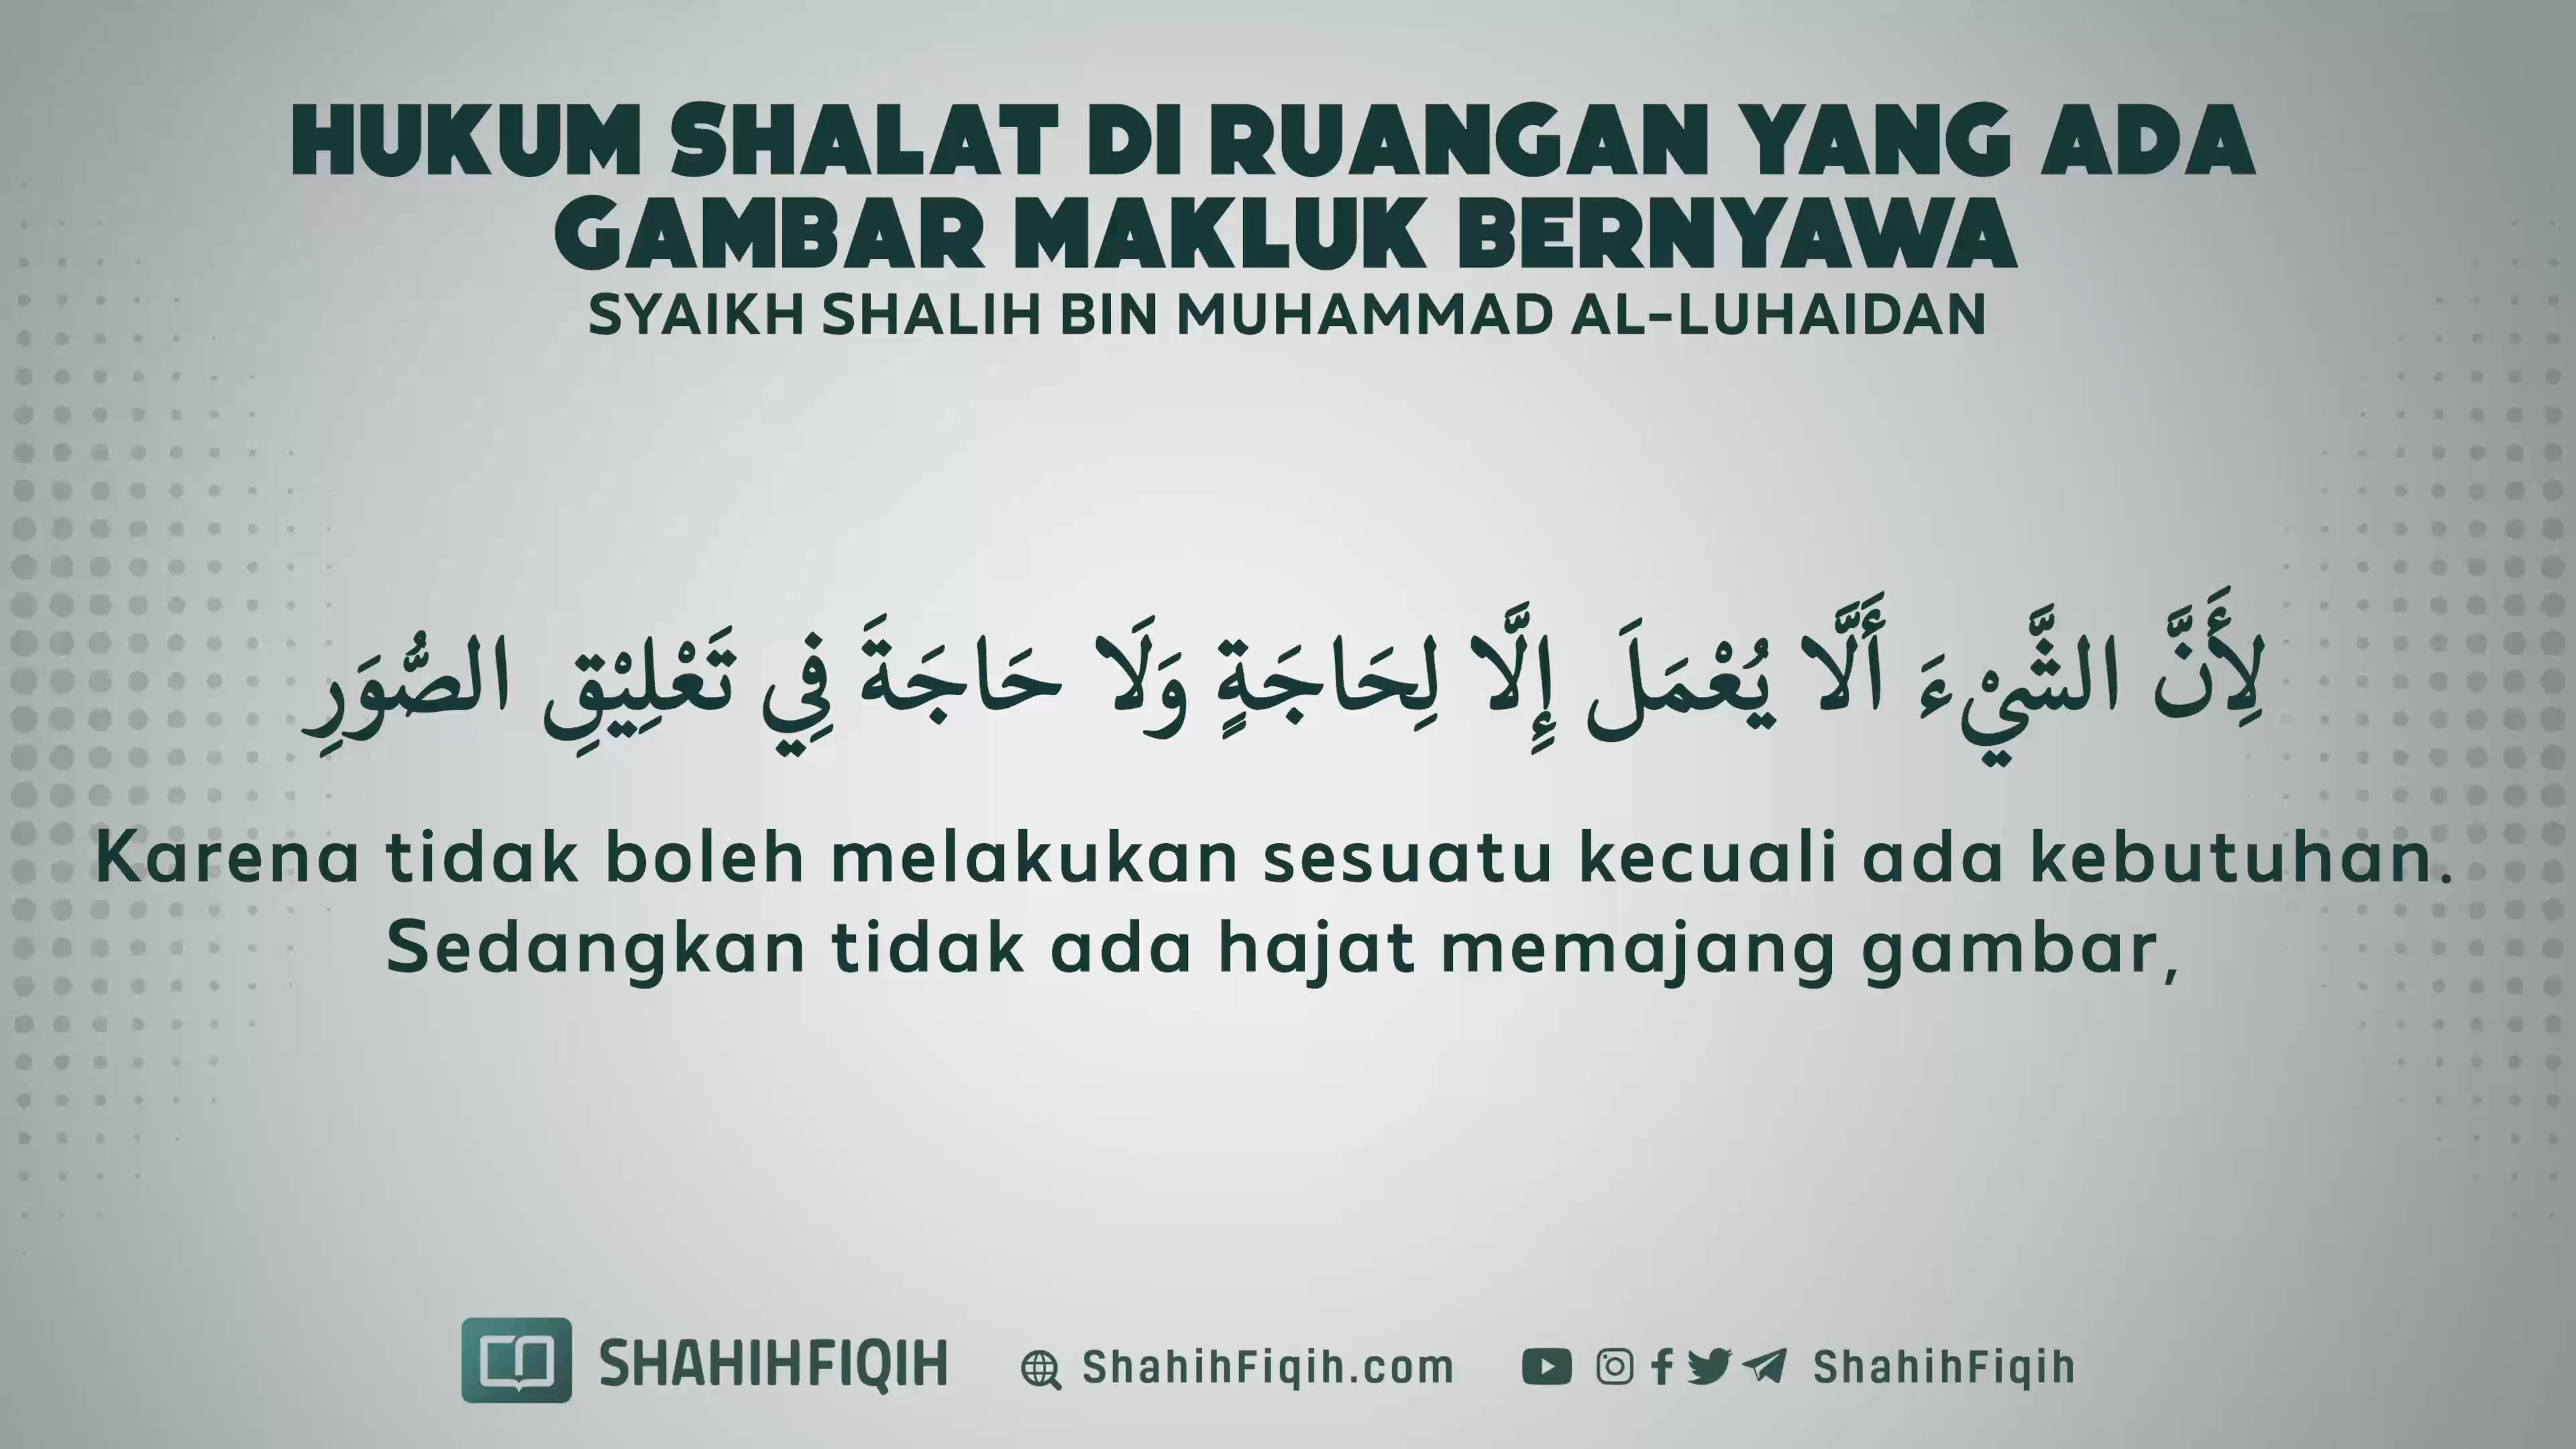 HUKUM SHALAT DI RUANGAN YANG ADA
GAMBAR MAKLUK BERNYAWA
SYAIKH SHALIH BIN MUHAMMAD AL-LUHAIDAN
لِأَنَّ الشَّيْءَ أَلَّا يُعْمَلَ إِلَّا لِحَاجَةٍ وَلَا حَاجَةَ فِي تَعْلِيْقِ الصُّوَرِ
Karena tidak boleh melakukan sesuatu kecuali ada kebutuhan.
Sedangkan tidak ada hajat memajang gambar,
SHAHIHFIQIH ShahihFiqih.com ShahihFiqih